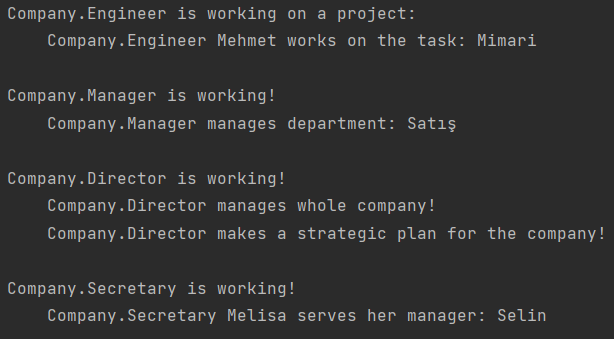 Company.Engineer is working on a project:
Company.Engineer Mehmet works on the task: Mimari
Company.Manager is working!
Company.Manager manages department: Satış
Company.Director is working!
Company.Director manages whole company!
Company.Director makes a strategic plan for the company!
Company.Secretary is working!
Company.Secretary Melisa serves her manager: Selin